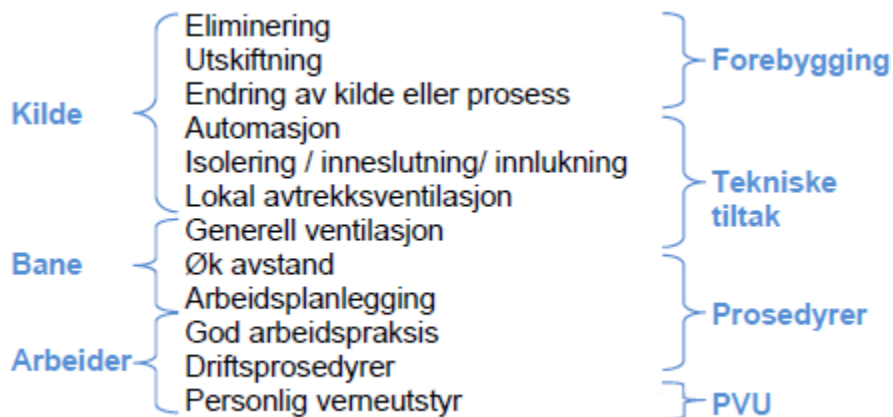 Kilde
Bane
Arbeider
Eliminering
Utskiftning
Endring av kilde eller prosess
Automasjon
Isolering / inneslutning/ innlukning
Lokal avtrekksventilasjon
Generell ventilasjon
Øk avstand
Arbeidsplanlegging
God arbeidspraksis
Driftsprosedyrer
Personlig verneutstyr
Forebygging
Tekniske
tiltak
Prosedyrer
PVU